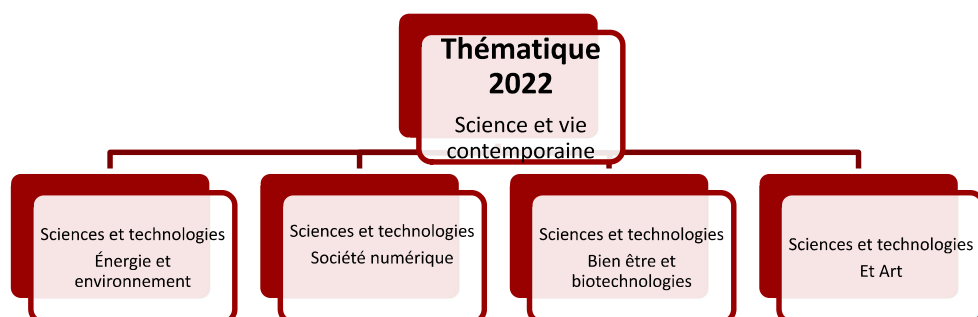 Thématique
2022
Science et vie
contemporaine
Sciences et technologies
Énergie et
environnement
Sciences et technologies
Société numérique
Sciences et technologies
Bien être et
biotechnologies
Sciences et technologies
Et Art